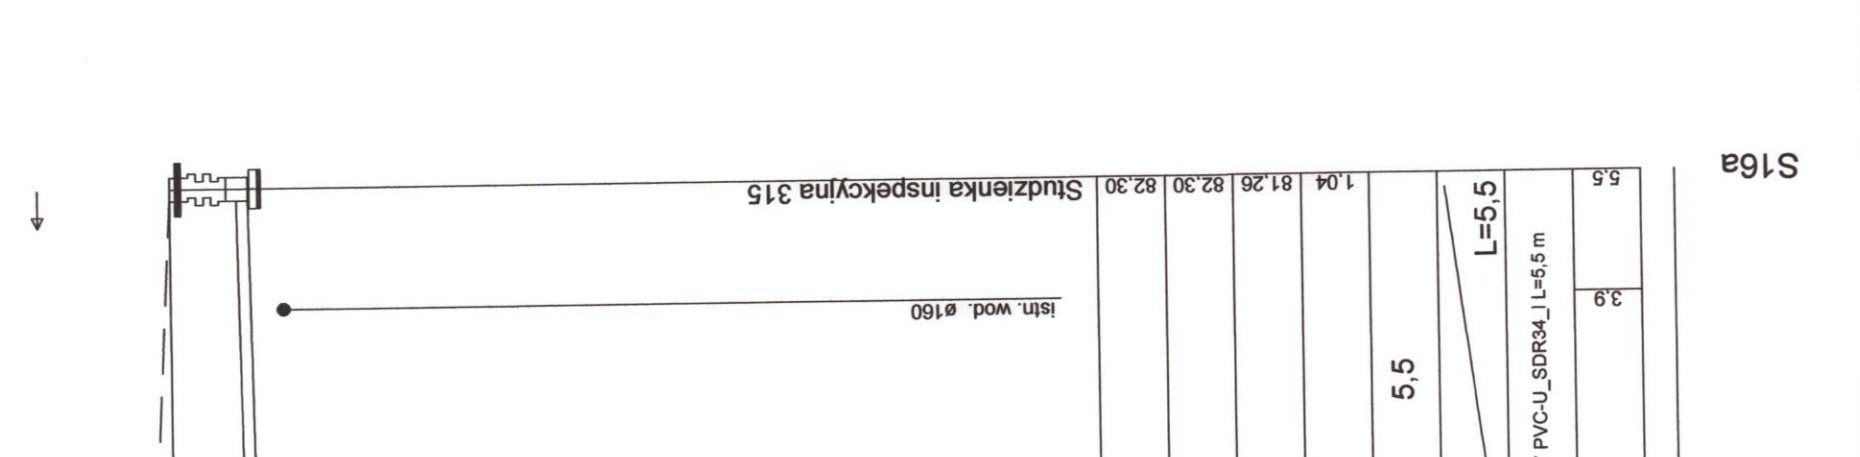 S16a
Studzienka inspekcyjna 315
82,30
82,30
81,26
1,04
5,5
L=5,5
PVC-U_SDR34_I L=5,5 m
5,5
3,9
istn. wod. ø160